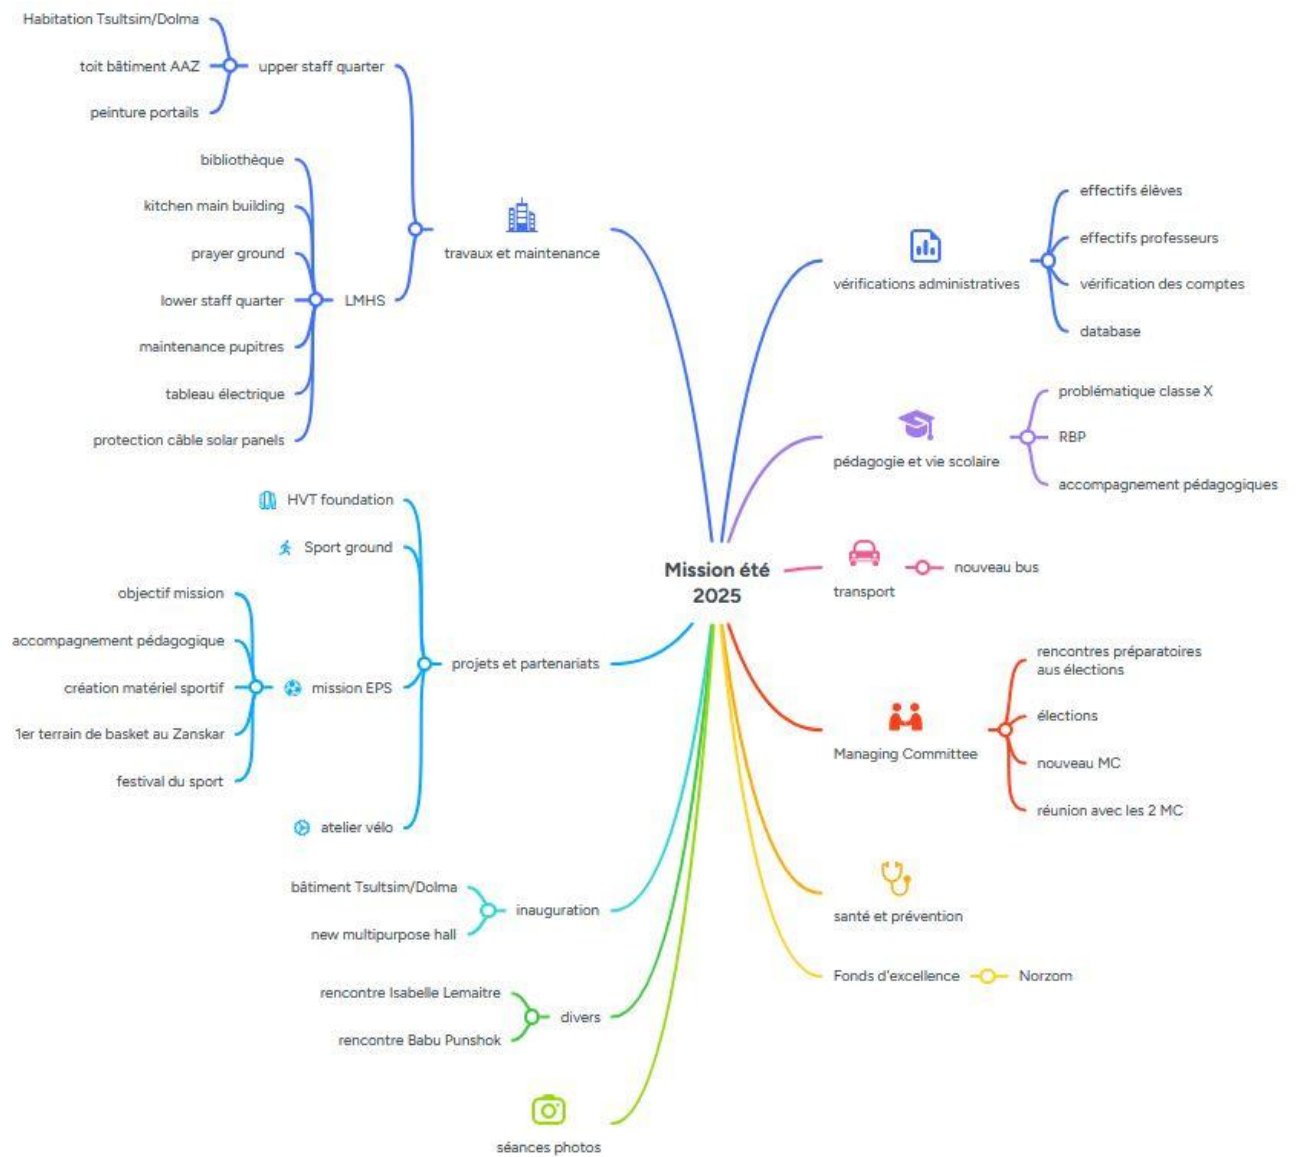 Mission été
2025
travaux et maintenance
upper staff quarter
Habitation Tsultsim/Dolma
toit bâtiment AAZ
peinture portails
LMHS
bibliothèque
kitchen main building
prayer ground
lower staff quarter
maintenance pupitres
tableau électrique
protection câble solar panels
projets et partenariats
HVT foundation
Sport ground
mission EPS
objectif mission
accompagnement pédagogique
création matériel sportif
1er terrain de basket au Zanskar
festival du sport
atelier vélo
inauguration
bâtiment Tsultsim/Dolma
new multipurpose hall
divers
rencontre Isabelle Lemaitre
rencontre Babu Punshok
séances photos
vérifications administratives
effectifs élèves
effectifs professeurs
vérification des comptes
database
pédagogie et vie scolaire
problématique classe X
RBP
accompagnement pédagogiques
transport
nouveau bus
Managing Committee
rencontres préparatoires
aus élections
élections
nouveau MC
réunion avec les 2 MC
santé et prévention
Fonds d'excellence
Norzom